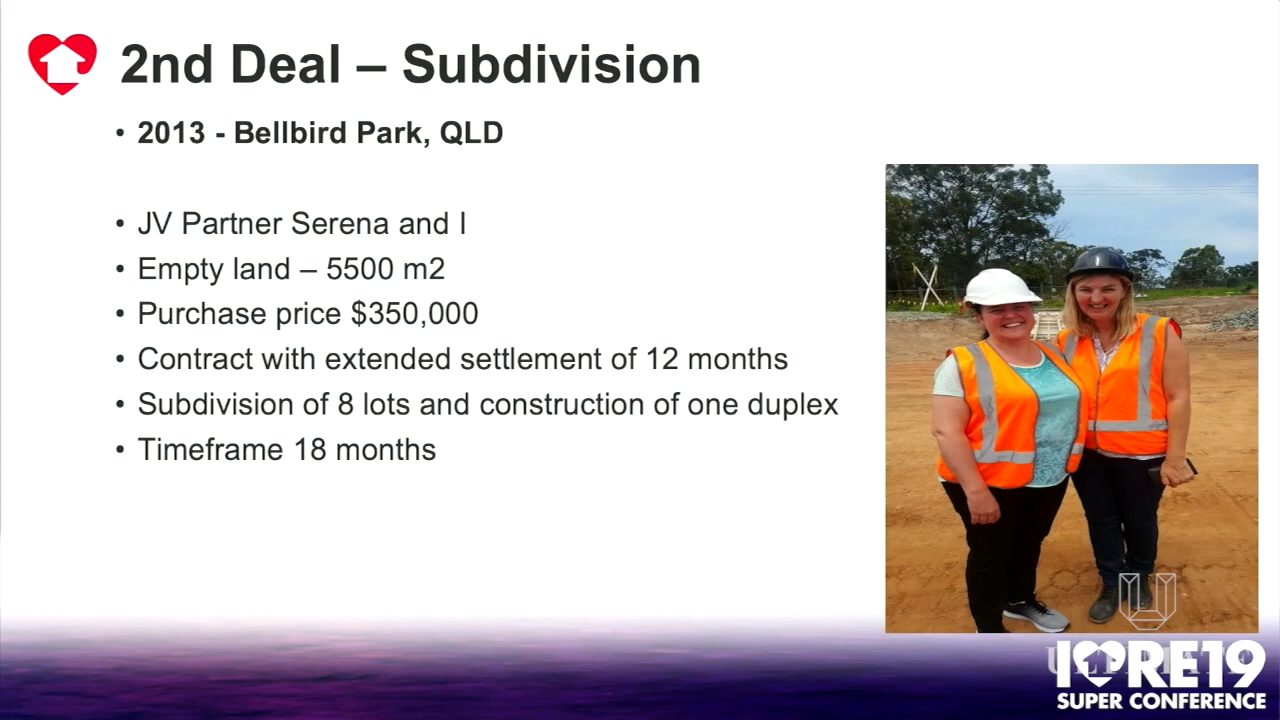 2nd Deal – Subdivision
• 2013 - Bellbird Park, QLD
• JV Partner Serena and I
• Empty land – 5500 m2
• Purchase price $350,000
• Contract with extended settlement of 12 months
• Subdivision of 8 lots and construction of one duplex
• Timeframe 18 months
I RE19
SUPER CONFERENCE